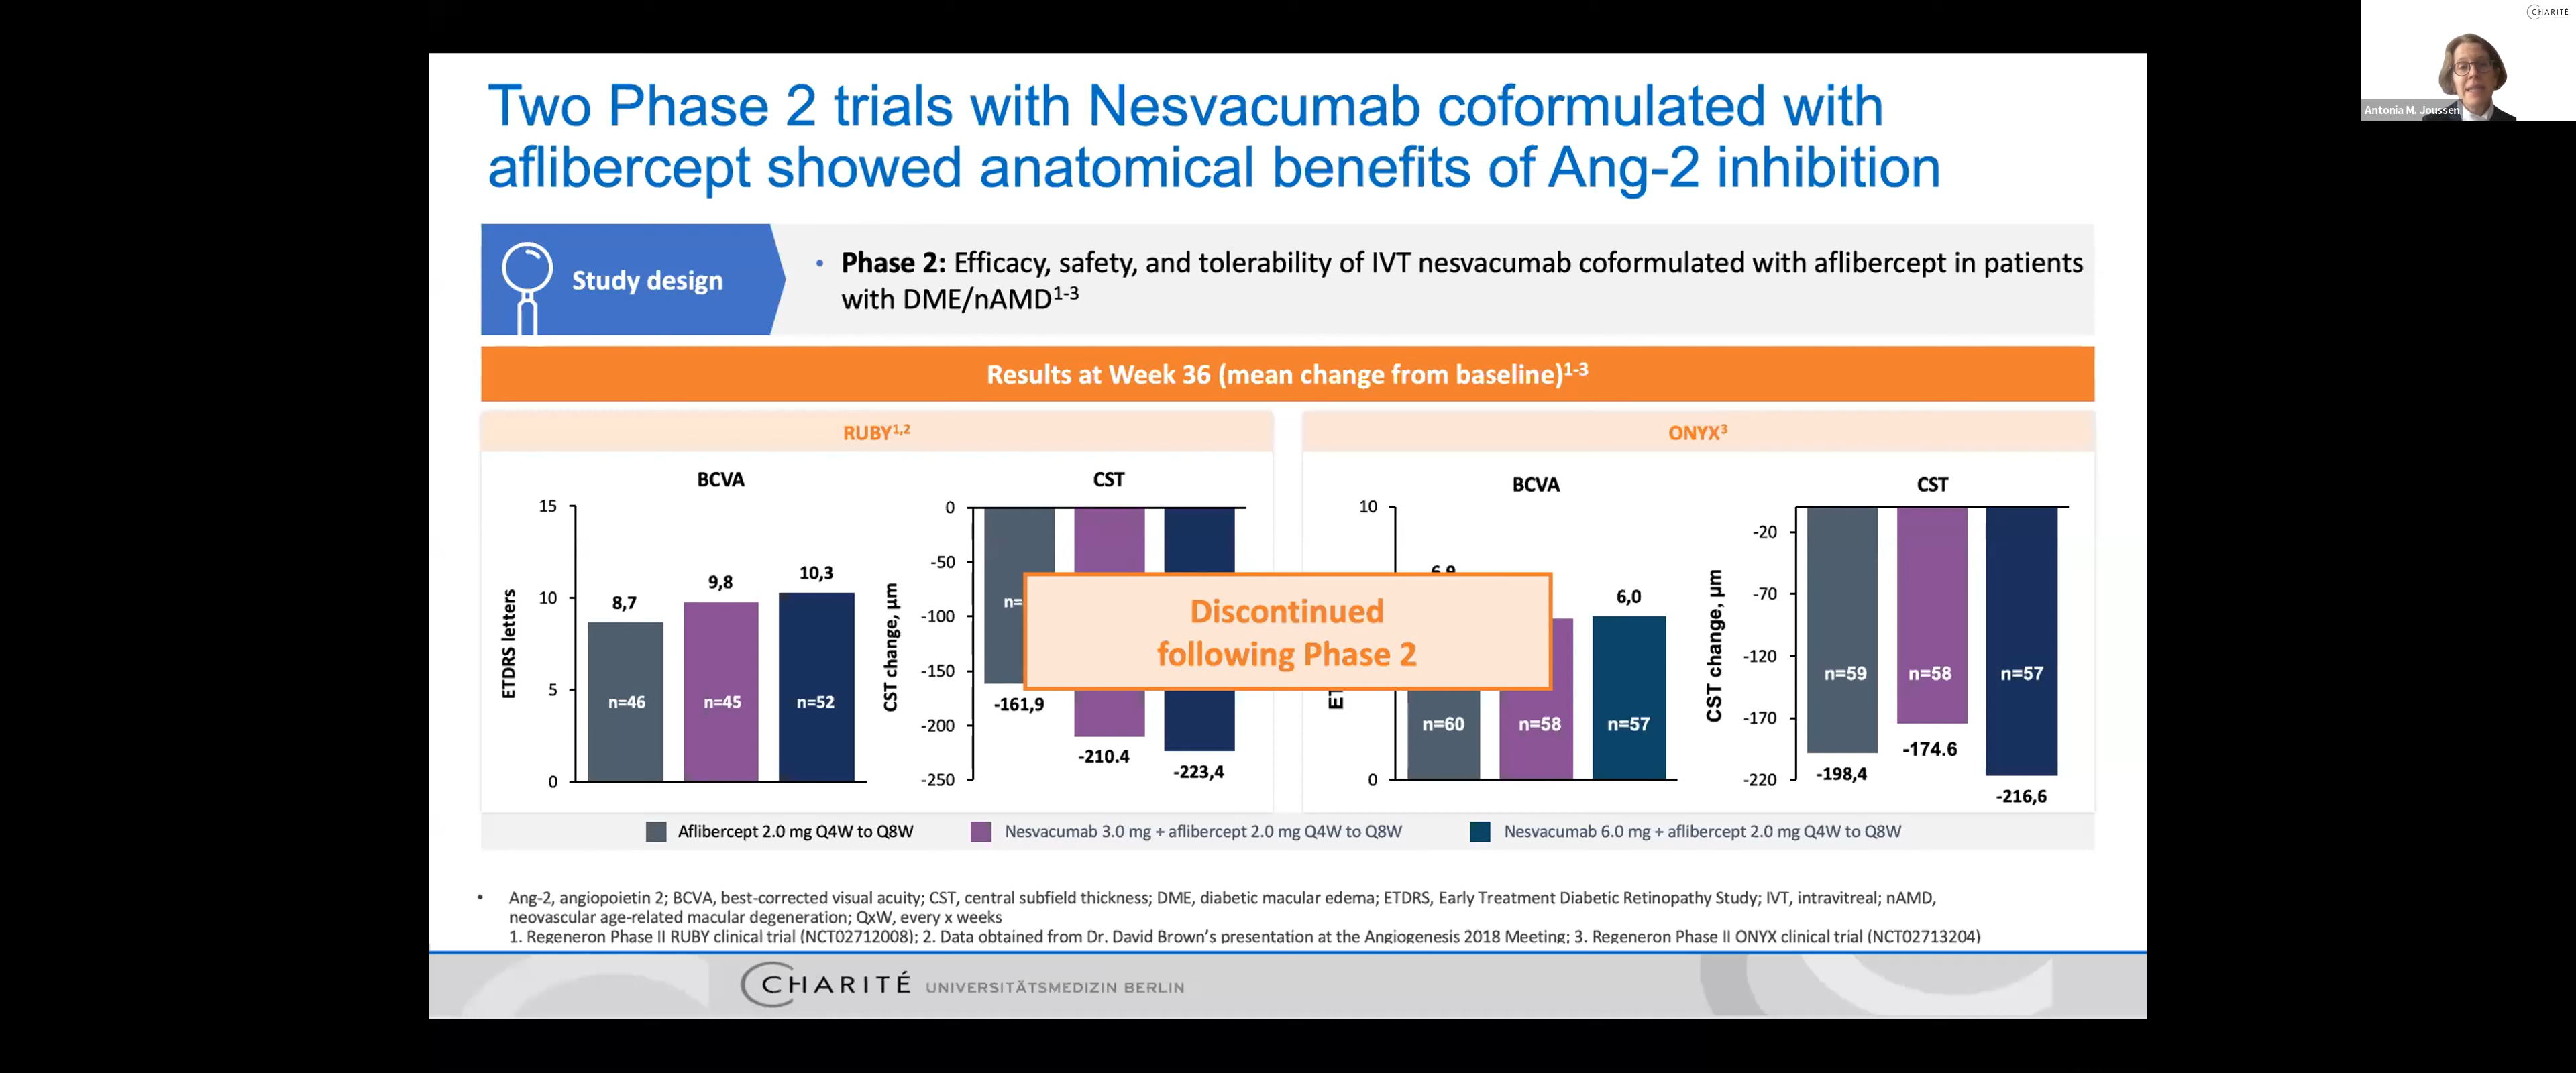 CHARITÉ
Antonia M. Joussen
Two Phase 2 trials with Nesvacumab coformulated with
aflibercept showed anatomical benefits of Ang-2 inhibition
Study design
• Phase 2: Efficacy, safety, and tolerability of IVT nesvacumab coformulated with aflibercept in patients
with DME/nAMD1-3
Results at Week 36 (mean change from baseline)1-3
RUBY1,2
BCVA
ETDRS letters
15
10
5
0
8,7
9,8
10,3
n=46
n=45
n=52
CST
CST change, µm
0
-50
-100
-150
-200
-250
n=
-161,9
-210.4
-223,4
Discontinued
following Phase 2
ONYX3
BCVA
10
0
6,0
n=60
n=58
n=57
CST
CST change, µm
-20
-70
-120
-170
-220
n=59
n=58
n=57
-198,4
-174.6
-216,6
Aflibercept 2.0 mg Q4W to Q8W
Nesvacumab 3.0 mg + aflibercept 2.0 mg Q4W to Q8W
Nesvacumab 6.0 mg + aflibercept 2.0 mg Q4W to Q8W
• Ang-2, angiopoietin 2; BCVA, best-corrected visual acuity; CST, central subfield thickness; DME, diabetic macular edema; ETDRS, Early Treatment Diabetic Retinopathy Study; IVT, intravitreal; nAMD,
neovascular age-related macular degeneration; QxW, every x weeks
1. Regeneron Phase II RUBY clinical trial (NCT02712008); 2. Data obtained from Dr. David Brown's presentation at the Angiogenesis 2018 Meeting; 3. Regeneron Phase II ONYX clinical trial (NCT02713204)
CHARITÉ UNIVERSITÄTSMEDIZIN BERLIN